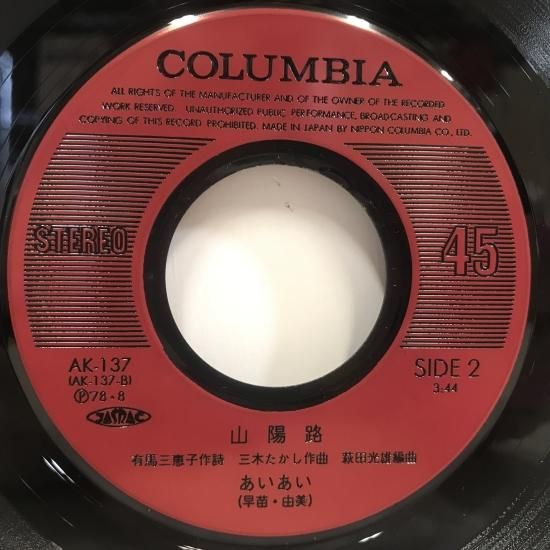 COLUMBIA
ALL RIGHTS OF THE MANUFACTURER AND OF THE OWNER OF THE RECORDED
WORK RESERVED. UNAUTHORIZED PUBLIC PERFORMANCE, BROADCASTING AND
COPYING OF THIS RECORD PROHIBITED. MADE IN JAPAN BY NIPPON COLUMBIA CO., LTD.
STEREO
45
AK-137
(AK-137-B)
Ⓟ78・8
JASRAC
SIDE 2
3.44
山陽路
有馬三恵子作詩 三木たかし作曲 萩田光雄編曲
あいあい
(早苗・由美)